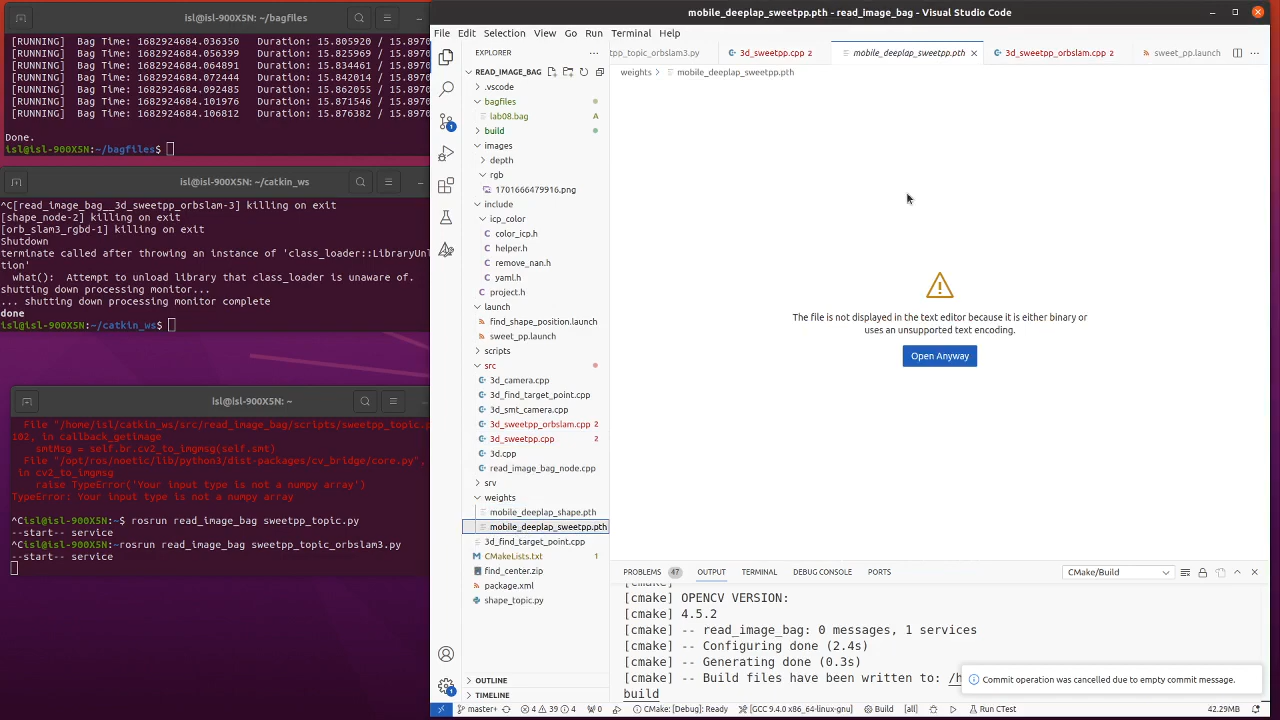 isl@isl-900X5N: ~/bagfiles
[RUNNING]  Bag Time: 1682924684.036350   Duration: 15.805920 / 15.8970
[RUNNING]  Bag Time: 1682924684.056399   Duration: 15.825969 / 15.8970
[RUNNING]  Bag Time: 1682924684.064891   Duration: 15.834461 / 15.8970
[RUNNING]  Bag Time: 1682924684.072444   Duration: 15.842014 / 15.8970
[RUNNING]  Bag Time: 1682924684.092485   Duration: 15.862055 / 15.8970
[RUNNING]  Bag Time: 1682924684.101976   Duration: 15.871546 / 15.8970
[RUNNING]  Bag Time: 1682924684.106812   Duration: 15.876382 / 15.8970
Done.
isl@isl-900X5N:~/bagfiles$
isl@isl-900X5N: ~/catkin_ws
^C[read_image_bag__3d_sweetpp_orbslam-3] killing on exit
[shape_node-2] killing on exit
[orb_slam3_rgbd-1] killing on exit
Shutdown
terminate called after throwing an instance of 'class_loader::LibraryUnl
tion'
what():  Attempt to unload library that class_loader is unaware of.
shutting down processing monitor...
... shutting down processing monitor complete
done
isl@isl-900X5N:~/catkin_ws$
isl@isl-900X5N: ~
File "/home/isl/catkin_ws/src/read_image_bag/scripts/sweetpp_topic.p
102, in callback_getimage
smtMsg = self.br.cv2_to_imgmsg(self.smt)
File "/opt/ros/noetic/lib/python3/dist-packages/cv_bridge/core.py",
in cv2_to_imgmsg
raise TypeError('Your input type is not a numpy array')
TypeError: Your input type is not a numpy array
^Cisl@isl-900X5N:~$ rosrun read_image_bag sweetpp_topic.py
--start-- service
^Cisl@isl-900X5N:~rosrun read_image_bag sweetpp_topic_orbslam3.py
--start-- service
mobile_deeplap_sweetpp.pth - read_image_bag - Visual Studio Code
File Edit Selection View Go Run Terminal Help
EXPLORER
READ_IMAGE_BAG
.vscode
bagfiles
lab08.bag A
build
images
depth
rgb
1701666479916.png
include
icp_color
color_icp.h
helper.h
remove_nan.h
yaml.h
project.h
launch
find_shape_position.launch
sweet_pp.launch
scripts
src
3d_camera.cpp
3d_find_target_point.cpp
3d_smt_camera.cpp
3d_sweetpp_orbslam.cpp 2
3d_sweetpp.cpp 2
3d.cpp
read_image_bag_node.cpp
srv
weights
mobile_deeplap_shape.pth
mobile_deeplap_sweetpp.pth
3d_find_target_point.cpp
CMakeLists.txt 1
find_center.zip
package.xml
shape_topic.py
OUTLINE
TIMELINE
tpp_topic_orbslam3.py 3d_sweetpp.cpp 2 mobile_deeplap_sweetpp.pth 3d_sweetpp_orbslam.cpp 2 sweet_pp.launch
weights > mobile_deeplap_sweetpp.pth
The file is not displayed in the text editor because it is either binary or
uses an unsupported text encoding.
Open Anyway
PROBLEMS 47 OUTPUT TERMINAL DEBUG CONSOLE PORTS CMake/Build
[cmake] OPENCV VERSION:
[cmake] 4.5.2
[cmake] -- read_image_bag: 0 messages, 1 services
[cmake] -- Configuring done (2.4s)
[cmake] -- Generating done (0.3s)
[cmake] -- Build files have been written to: /h
build
Commit operation was cancelled due to empty commit message.
1
1
master+ 4 39 4 0 CMake: [Debug]: Ready [GCC 9.4.0 x86_64-linux-gnu] Build [all] Run CTest 42.29MB